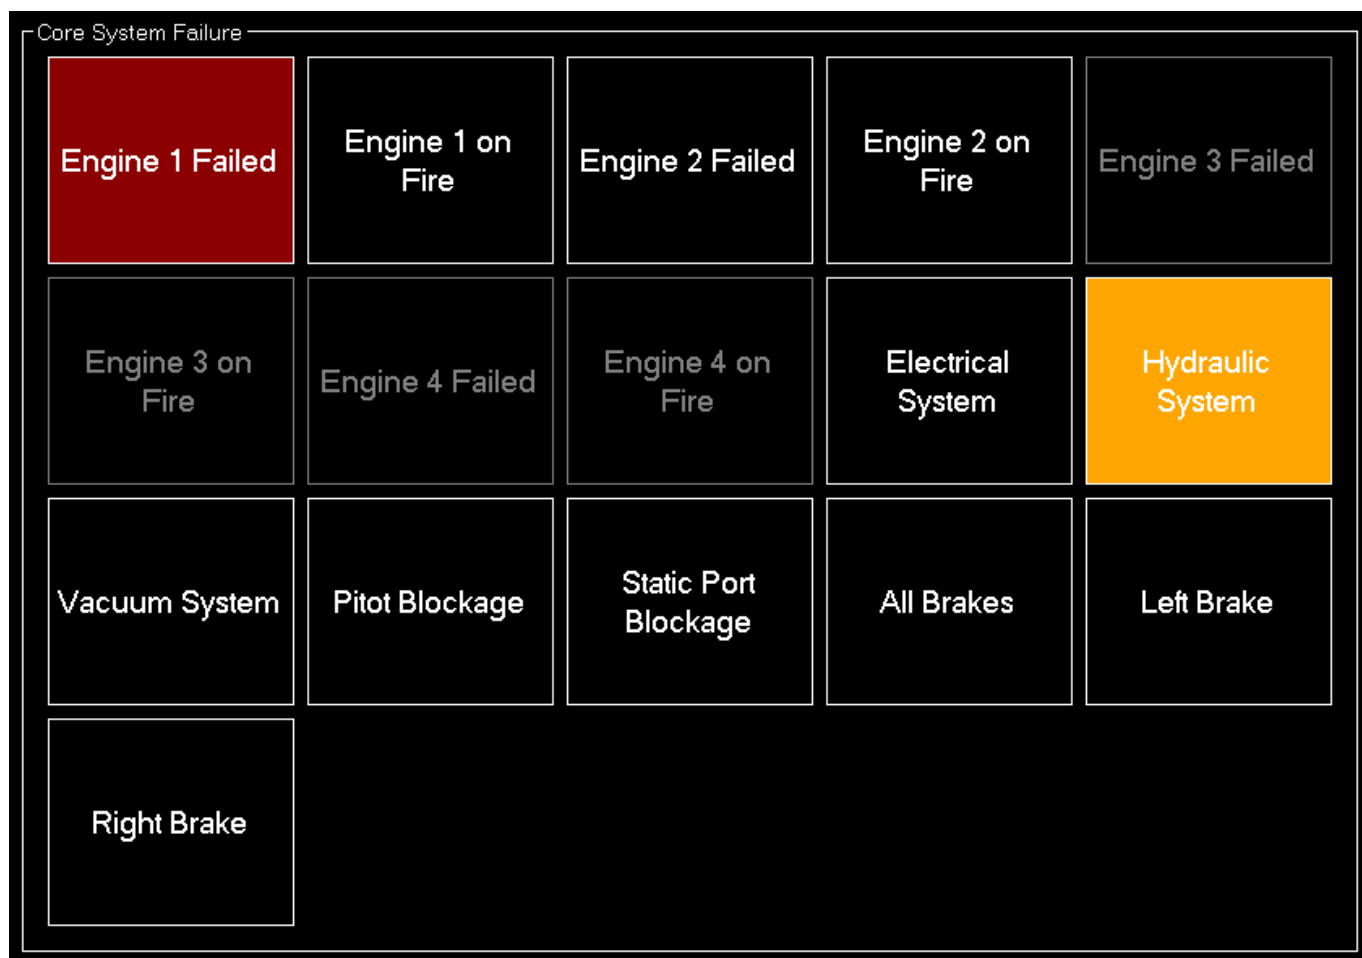 Core System Failure
Engine 1 Failed
Engine 1 on
Fire
Engine 2 Failed
Engine 2 on
Fire
Engine 3 Failed
Engine 3 on
Fire
Engine 4 Failed
Engine 4 on
Fire
Electrical
System
Hydraulic
System
Vacuum System
Pitot Blockage
Static Port
Blockage
All Brakes
Left Brake
Right Brake